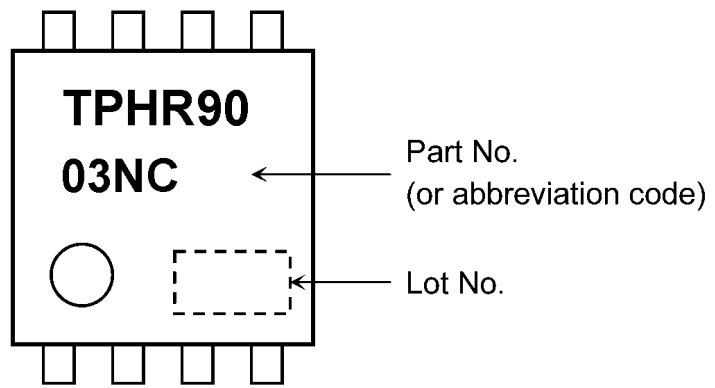 TPHR90
03NC
Part No.
(or abbreviation code)
Lot No.